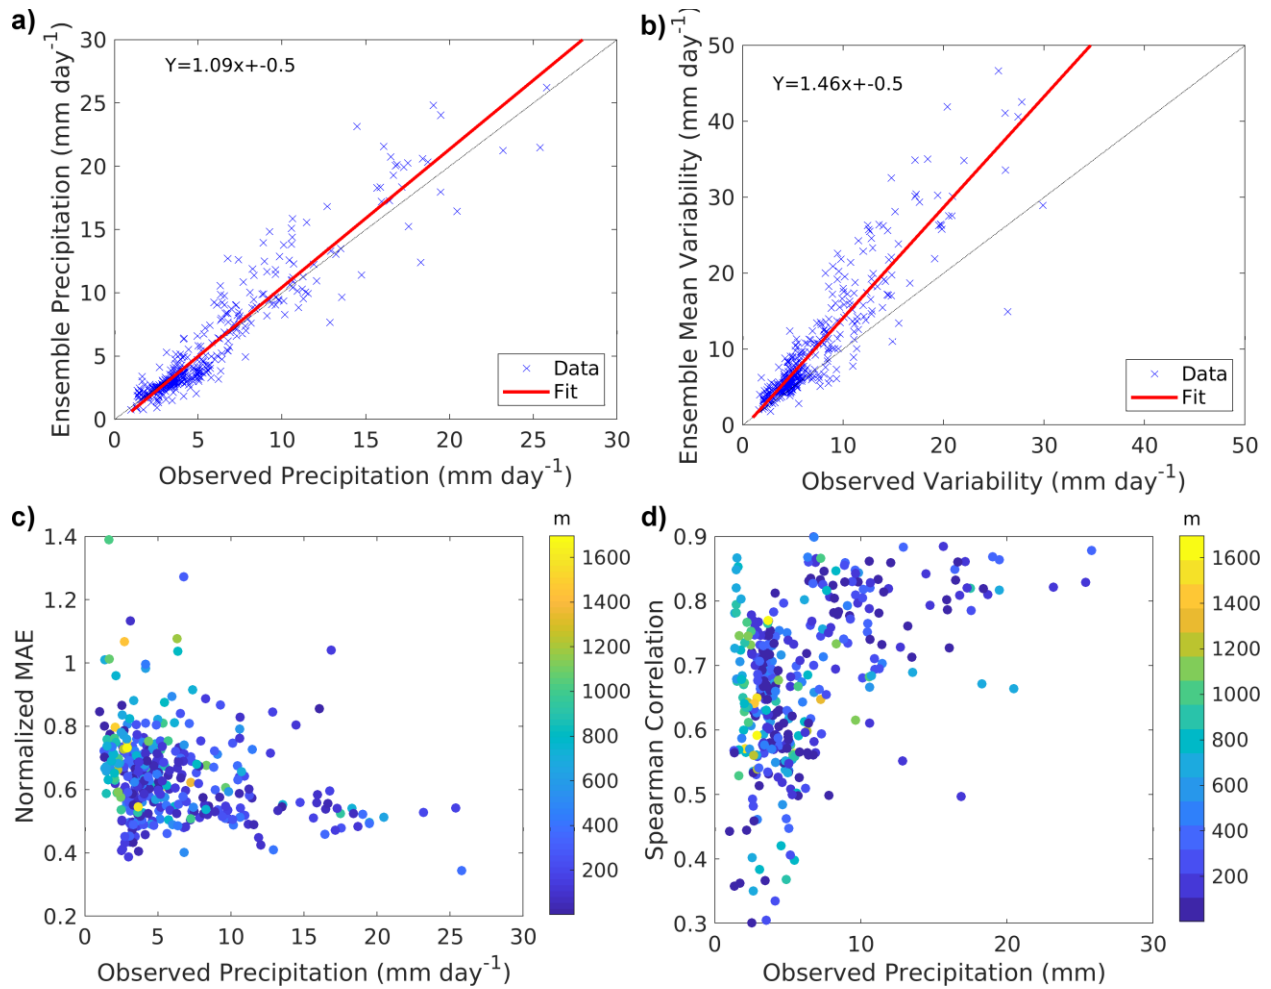 a)
Ensemble Precipitation (mm day-1)
30
25
20
15
10
5
0
Y=1.09x+-0.5
Data
Fit
0 5 10 15 20 25 30
Observed Precipitation (mm day-1)
b)
Ensemble Mean Variability (mm day-1)
50
40
30
20
10
0
Y=1.46x+-0.5
Data
Fit
0 10 20 30 40 50
Observed Variability (mm day-1)
c)
Normalized MAE
1.4
1.2
1
0.8
0.6
0.4
0.2
0 5 10 15 20 25 30
Observed Precipitation (mm day-1)
m
1600
1400
1200
1000
800
600
400
200
d)
Spearman Correlation
0.9
0.8
0.7
0.6
0.5
0.4
0.3
0 10 20 30
Observed Precipitation (mm)
m
1600
1400
1200
1000
800
600
400
200